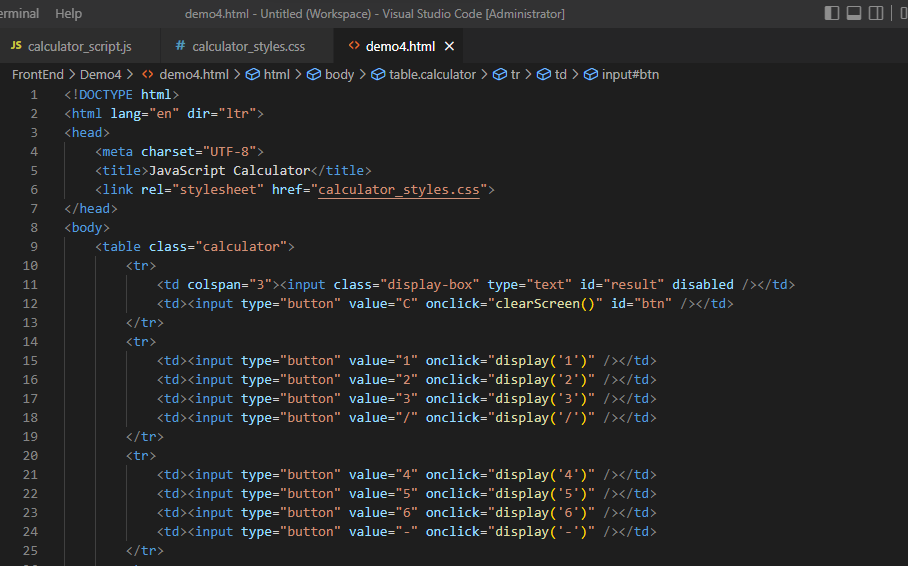 erminal Help demo4.html - Untitled (Workspace) - Visual Studio Code [Administrator]
JS calculator_script.js # calculator_styles.css <> demo4.html ×
FrontEnd > Demo4 > <> demo4.html > html > body > table.calculator > tr > td > input#btn
1 <!DOCTYPE html>
2 <html lang="en" dir="ltr">
3 <head>
4 <meta charset="UTF-8">
5 <title>JavaScript Calculator</title>
6 <link rel="stylesheet" href="calculator_styles.css">
7 </head>
8 <body>
9 <table class="calculator">
10 <tr>
11 <td colspan="3"><input class="display-box" type="text" id="result" disabled /></td>
12 <td><input type="button" value="C" onclick="clearScreen()" id="btn" /></td>
13 </tr>
14 <tr>
15 <td><input type="button" value="1" onclick="display('1')" /></td>
16 <td><input type="button" value="2" onclick="display('2')" /></td>
17 <td><input type="button" value="3" onclick="display('3')" /></td>
18 <td><input type="button" value="/" onclick="display('/')" /></td>
19 </tr>
20 <tr>
21 <td><input type="button" value="4" onclick="display('4')" /></td>
22 <td><input type="button" value="5" onclick="display('5')" /></td>
23 <td><input type="button" value="6" onclick="display('6')" /></td>
24 <td><input type="button" value="-" onclick="display('-')" /></td>
25 </tr>